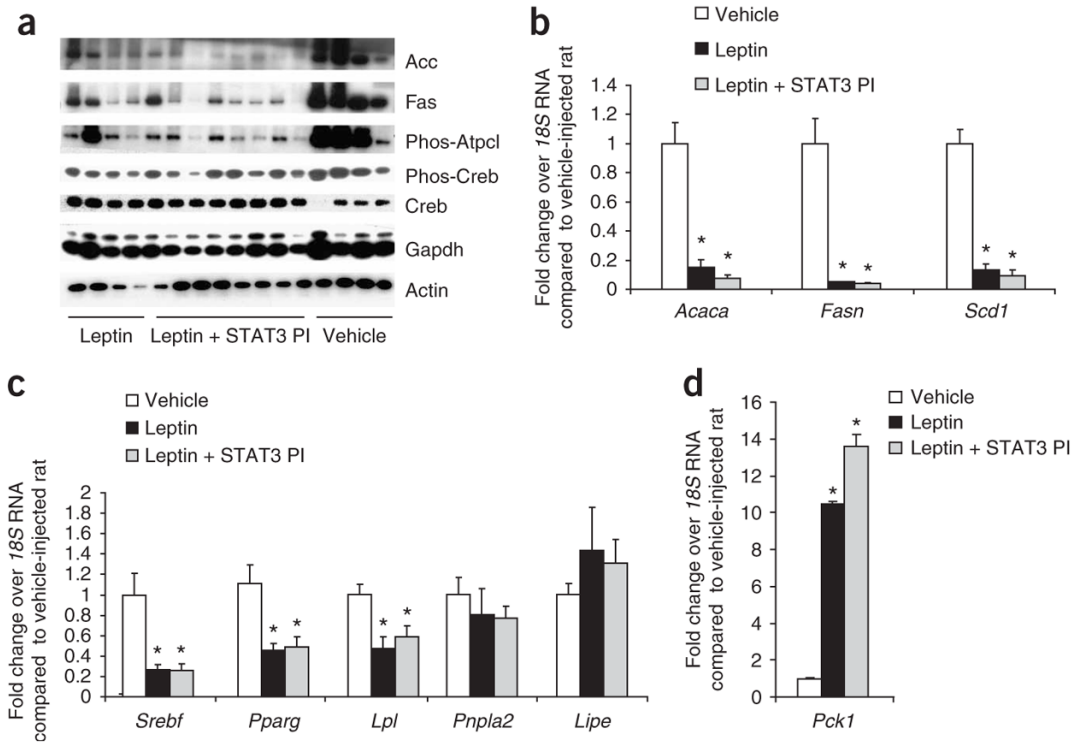 a
Acc
Fas
Phos-Atpcl
Phos-Creb
Creb
Gapdh
Actin
Leptin Leptin + STAT3 PI Vehicle
b
Vehicle
Leptin
Leptin + STAT3 PI
Fold change over 18S RNA
compared to vehicle-injected rat
1.4
1.2
1
0.8
0.6
0.4
0.2
0
* * * * * *
Acaca Fasn Scd1
c
Vehicle
Leptin
Leptin + STAT3 PI
Fold change over 18S RNA
compared to vehicle-injected rat
2
1.8
1.6
1.4
1.2
1
0.8
0.6
0.4
0.2
0
* * * * * *
Srebf Pparg Lpl Pnpla2 Lipe
d
Vehicle
Leptin
Leptin + STAT3 PI
Fold change over 18S RNA
compared to vehicle-injected rat
16
14
12
10
8
6
4
2
0
* *
Pck1